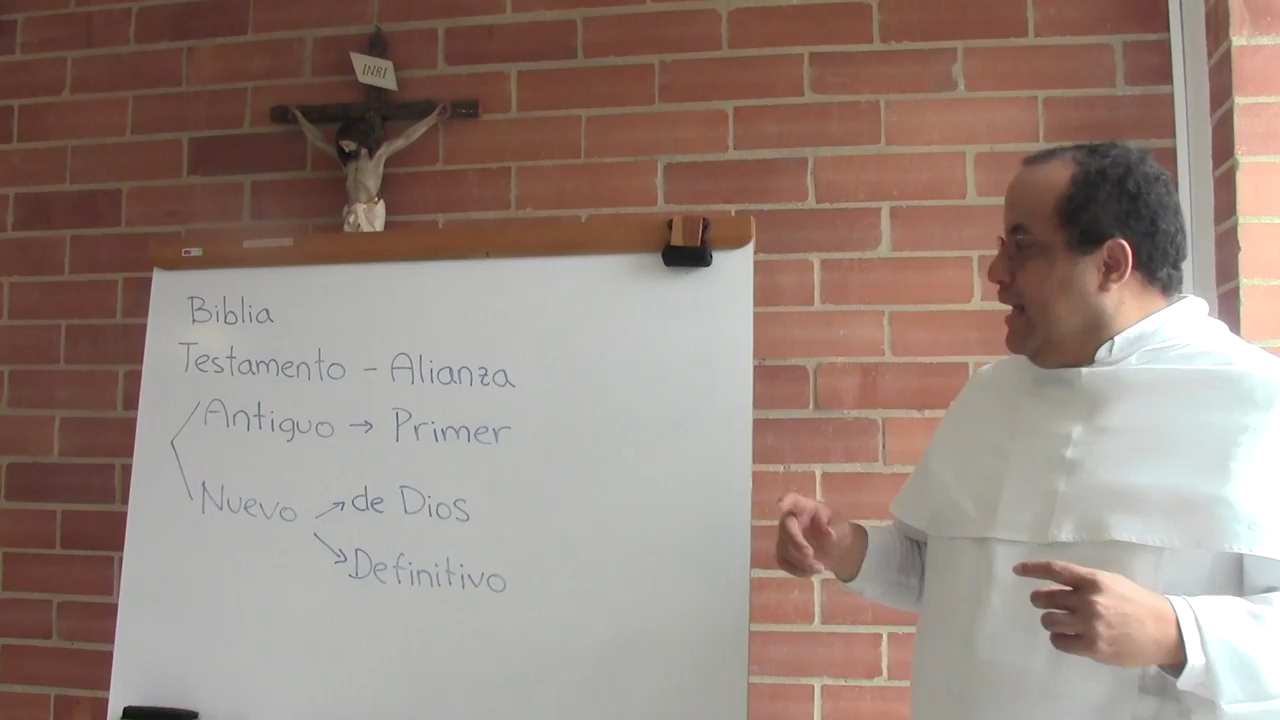 INRI
Biblia
Testamento - Alianza
Antiguo → Primer
Nuevo → de Dios
→ Definitivo